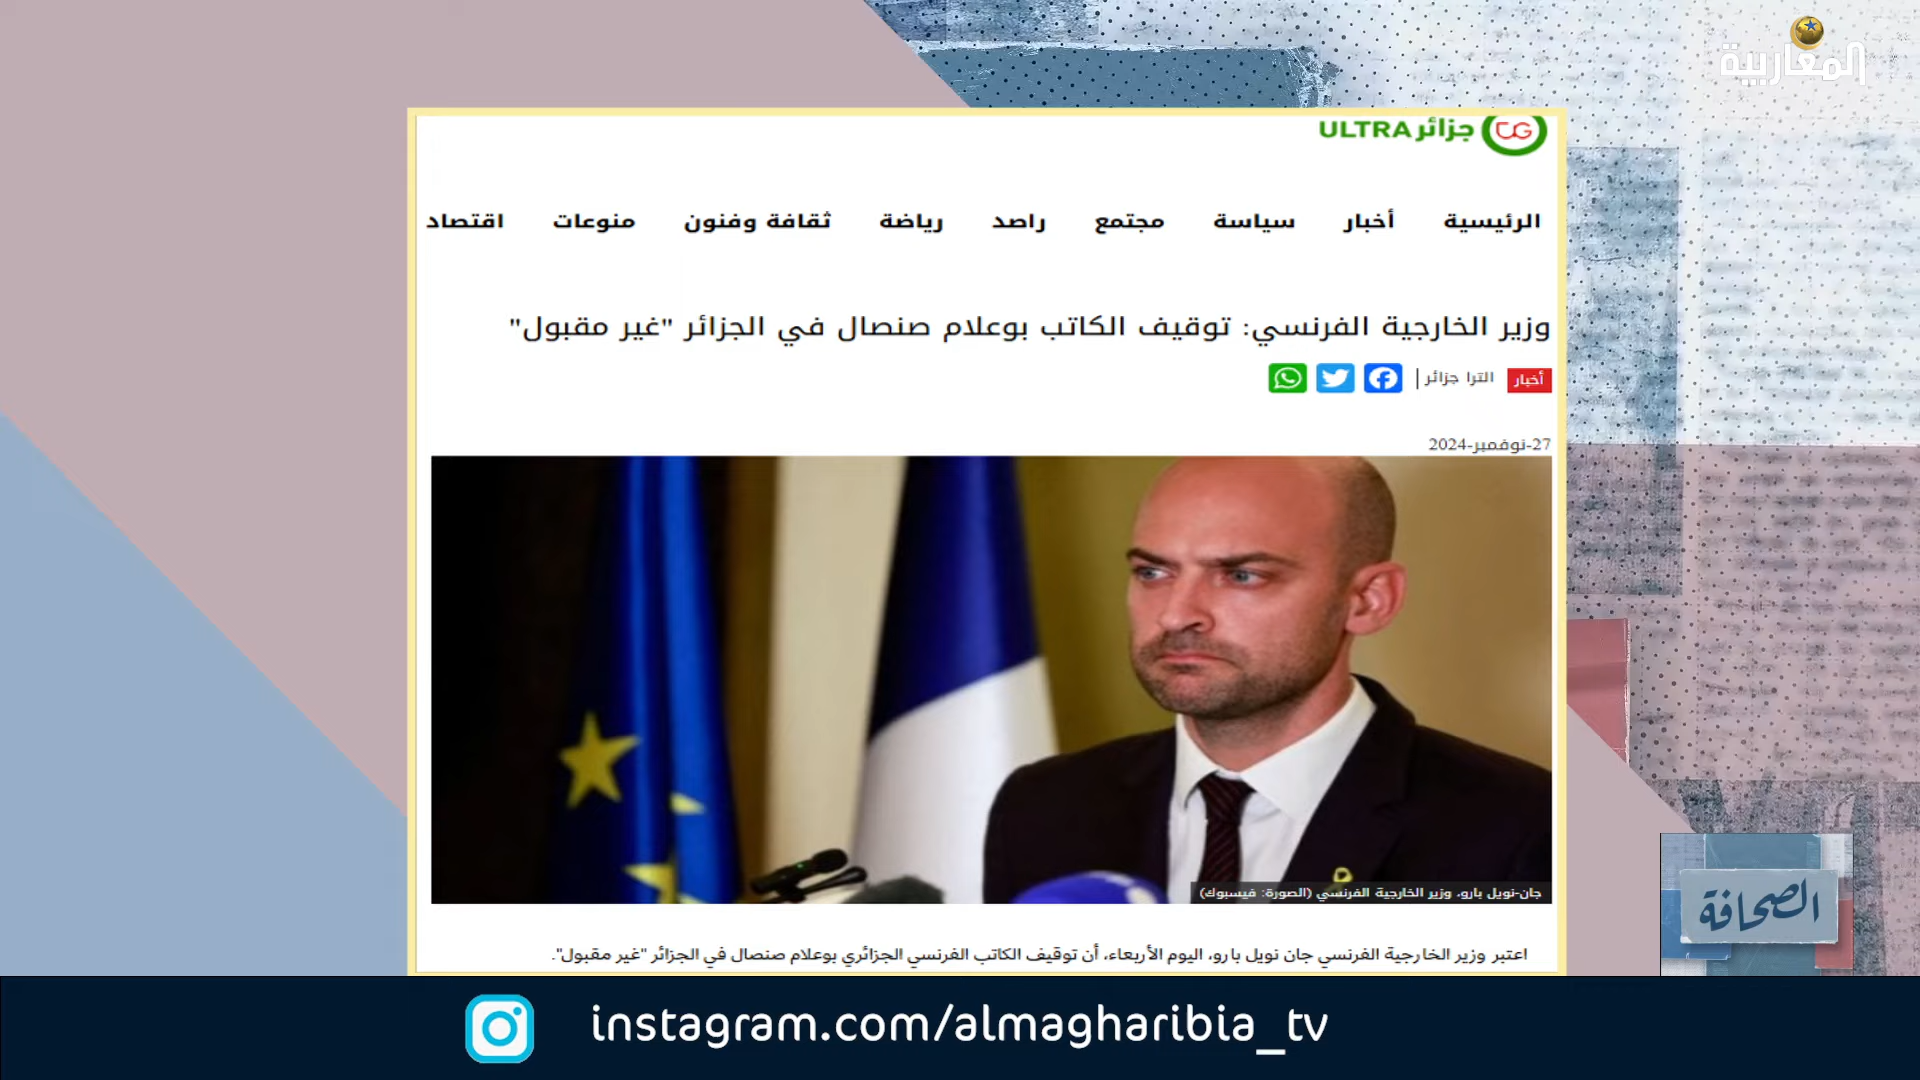 المغاربية
ULTRA جزائر
الرئيسية أخبار سياسة مجتمع راصد رياضة ثقافة وفنون منوعات اقتصاد
وزير الخارجية الفرنسي: توقيف الكاتب بوعلام صنصال في الجزائر "غير مقبول"
أخبار الترا جزائر |
27-نوفمبر-2024
جان-نويل بارو، وزير الخارجية الفرنسي (الصورة: فيسبوك)
اعتبر وزير الخارجية الفرنسي جان نويل بارو، اليوم الأربعاء، أن توقيف الكاتب الفرنسي الجزائري بوعلام صنصال في الجزائر "غير مقبول".
الصحافة
instagram.com/almagharibia_tv